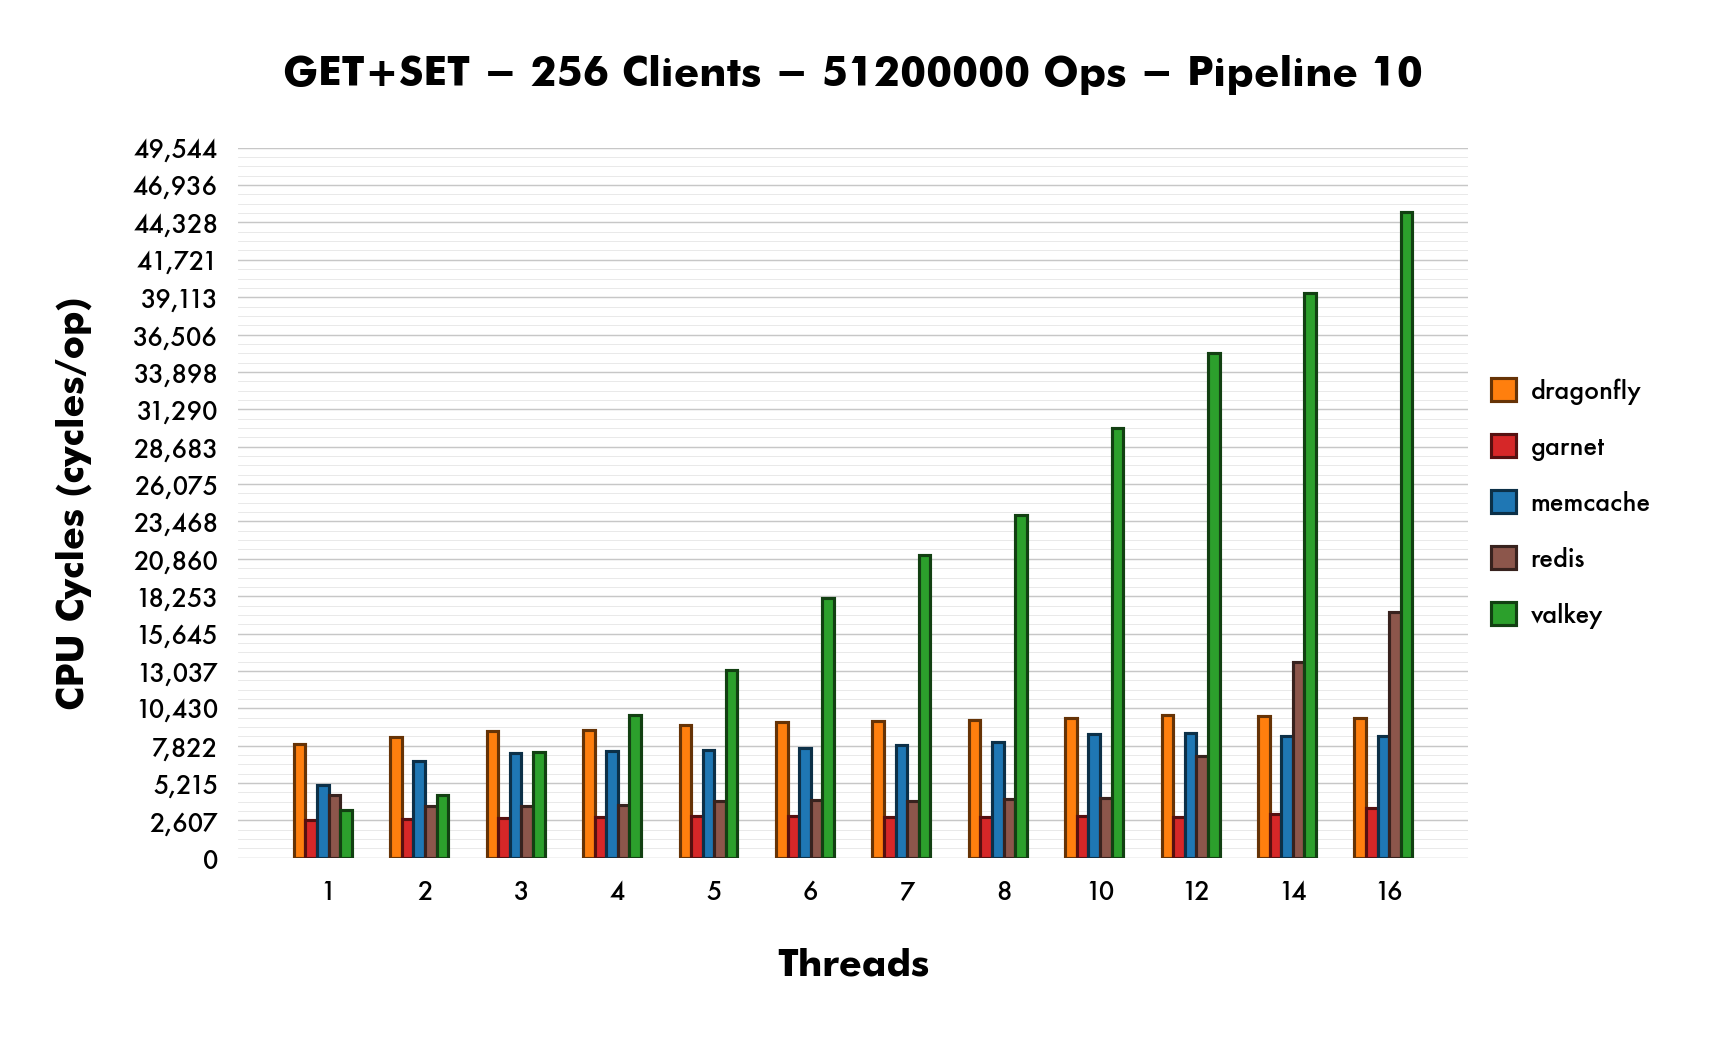 GET+SET – 256 Clients – 51200000 Ops – Pipeline 10
49,544
46,936
44,328
41,721
39,113
36,506
33,898
31,290
28,683
26,075
23,468
20,860
18,253
15,645
13,037
10,430
7,822
5,215
2,607
0
CPU Cycles (cycles/op)
1 2 3 4 5 6 7 8 10 12 14 16
Threads
dragonfly
garnet
memcache
redis
valkey